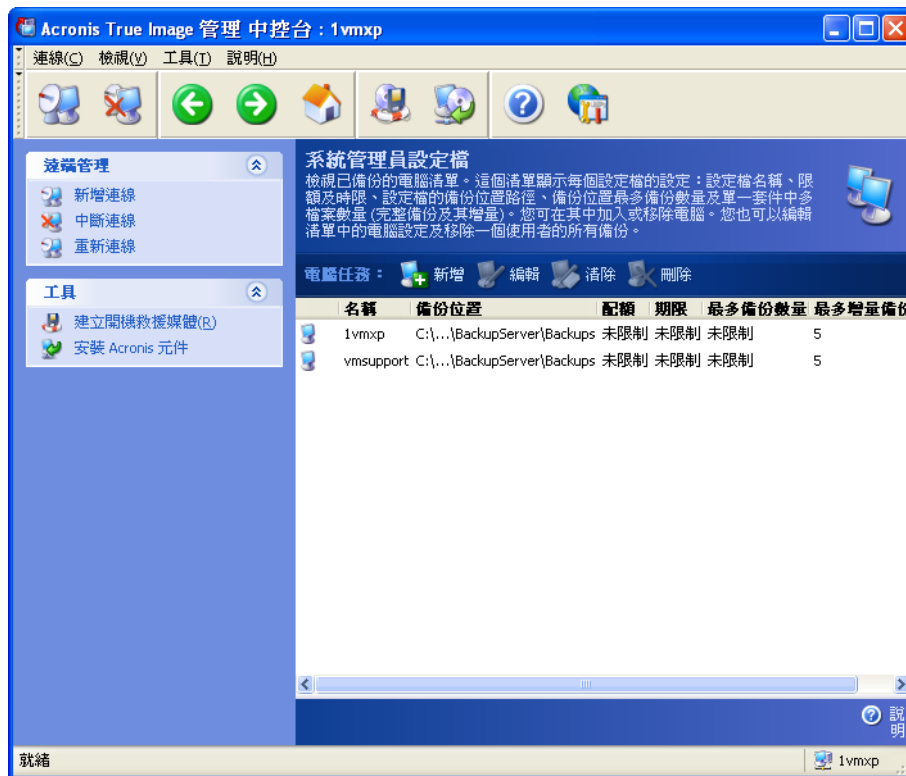 Acronis True Image 管理 中控台 : 1vmxp
連線(C) 檢視(V) 工具(T) 說明(H)
遠端管理
新增連線
中斷連線
重新連線
工具
建立開機救援媒體(R)
安裝 Acronis 元件
系統管理員設定檔
檢視已備份的電腦清單。這個清單顯示每個設定檔的設定：設定檔名稱、限
額及時限、設定檔的備份位置路徑、備份位置最多備份數量及單一套件中多
檔案數量 (完整備份及其增量)。您可在其中加入或移除電腦。您也可以編輯
清單中的電腦設定及移除一個使用者的所有備份。
電腦任務： 新增 編輯 清除 刪除
名稱 備份位置 配額 期限 最多備份數量 最多增量備份
1vmxp C:\...\BackupServer\Backups 未限制 未限制 未限制 5
vmsupport C:\...\BackupServer\Backups 未限制 未限制 未限制 5
說明
就緒 1vmxp